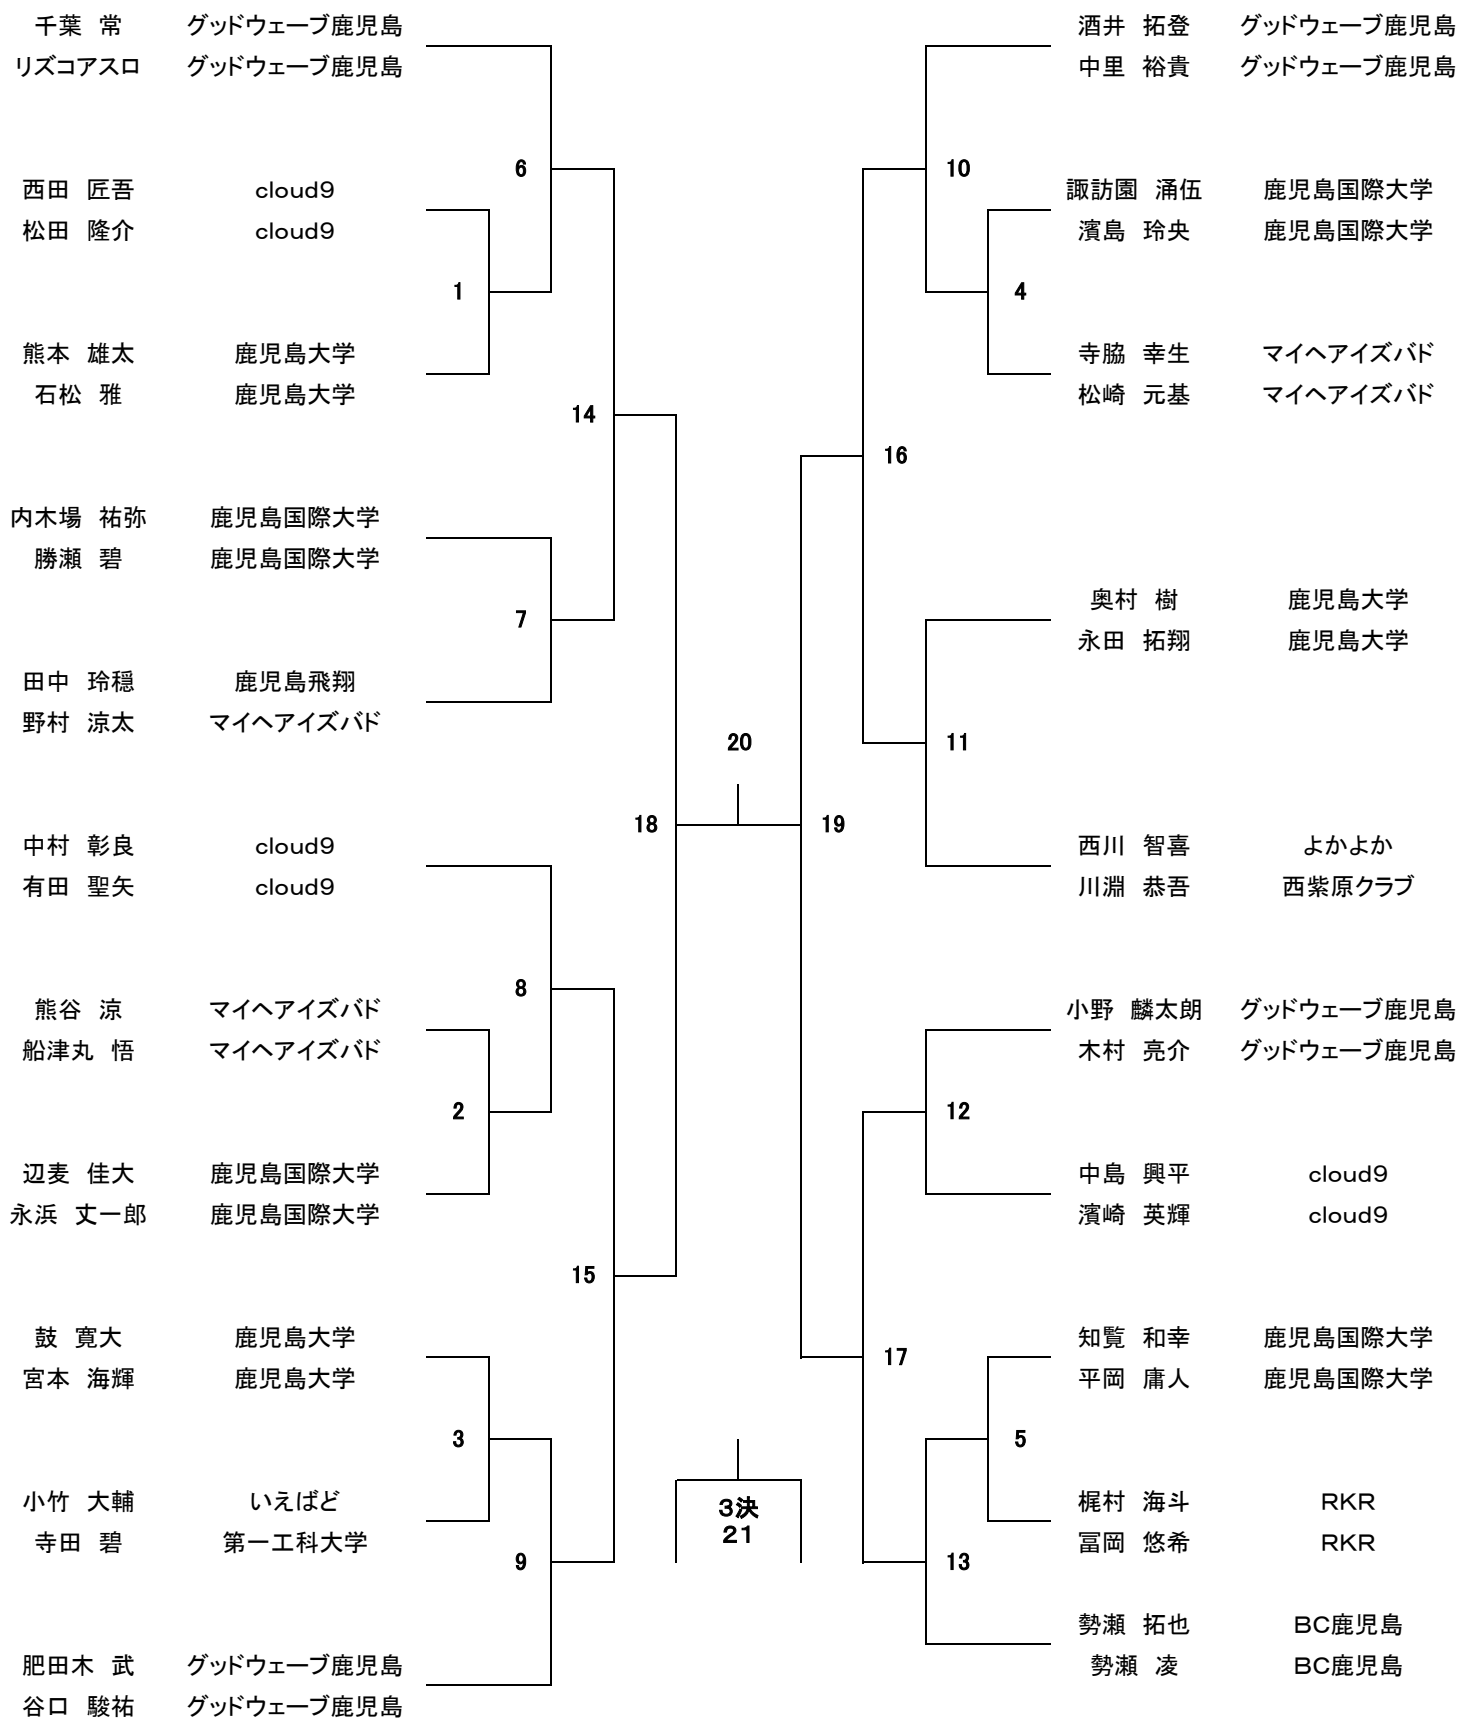 千葉　常　グッドウェーブ鹿児島
リズコアスロ　グッドウェーブ鹿児島
6
西田　匠吾　cloud9
松田　隆介　cloud9
1
熊本　雄太　鹿児島大学
石松　雅　鹿児島大学
14
内木場　祐弥　鹿児島国際大学
勝瀬　碧　鹿児島国際大学
7
田中　玲穏　鹿児島飛翔
野村　涼太　マイヘアイズバド
18
中村　彰良　cloud9
有田　聖矢　cloud9
8
熊谷　涼　マイヘアイズバド
船津丸　悟　マイヘアイズバド
2
辺麦　佳大　鹿児島国際大学
永浜　丈一郎　鹿児島国際大学
15
鼓　寛大　鹿児島大学
宮本　海輝　鹿児島大学
3
小竹　大輔　いえばど
寺田　碧　第一工科大学
9
肥田木　武　グッドウェーブ鹿児島
谷口　駿祐　グッドウェーブ鹿児島
20
3決
21
酒井　拓登　グッドウェーブ鹿児島
中里　裕貴　グッドウェーブ鹿児島
10
諏訪園　涌伍　鹿児島国際大学
濱島　玲央　鹿児島国際大学
4
寺脇　幸生　マイヘアイズバド
松崎　元基　マイヘアイズバド
16
奥村　樹　鹿児島大学
永田　拓翔　鹿児島大学
11
19
西川　智喜　よかよか
川淵　恭吾　西紫原クラブ
小野　麟太朗　グッドウェーブ鹿児島
木村　亮介　グッドウェーブ鹿児島
12
中島　興平　cloud9
濱崎　英輝　cloud9
17
知覧　和幸　鹿児島国際大学
平岡　庸人　鹿児島国際大学
5
梶村　海斗　RKR
冨岡　悠希　RKR
13
勢瀬　拓也　BC鹿児島
勢瀬　凌　BC鹿児島